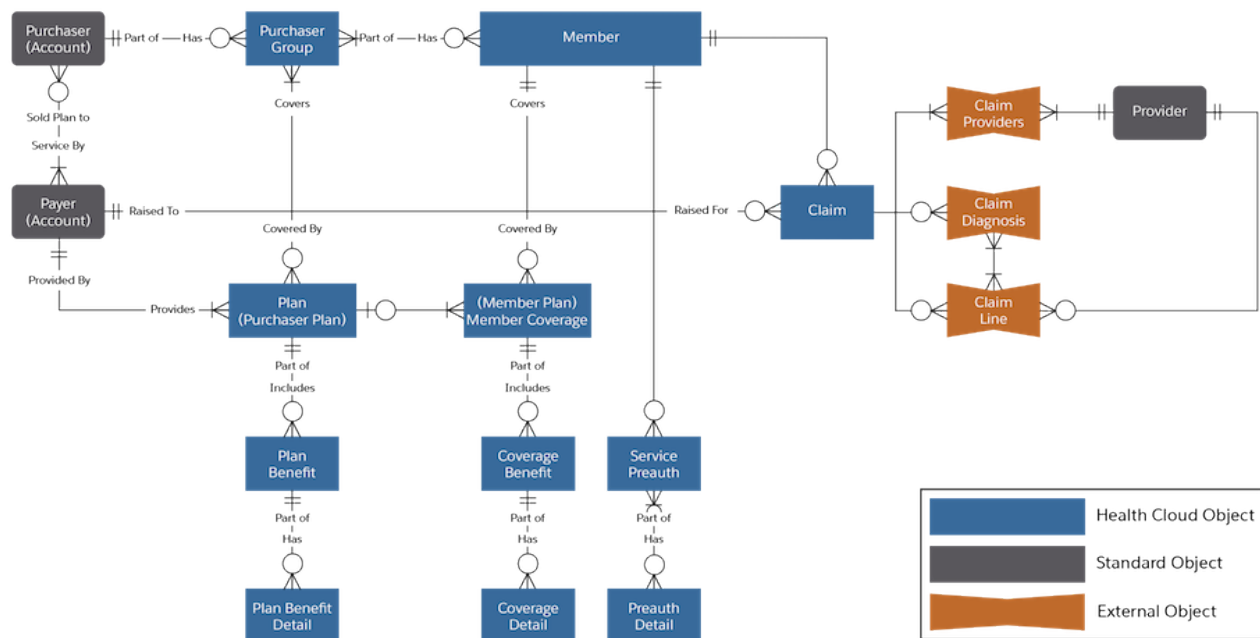 Purchaser
(Account)
Part of
Has
Purchaser
Group
Part of
Has
Member
Sold Plan to
Service By
Covers
Covers
Claim
Providers
Provider
Payer
(Account)
Raised To
Raised For
Claim
Claim
Diagnosis
Covered By
Covered By
Provided By
Provides
Plan
(Purchaser Plan)
(Member Plan)
Member Coverage
Claim
Line
Part of
Includes
Part of
Includes
Plan
Benefit
Coverage
Benefit
Service
Preauth
Part of
Has
Part of
Has
Part of
Has
Plan Benefit
Detail
Coverage
Detail
Preauth
Detail
Health Cloud Object
Standard Object
External Object